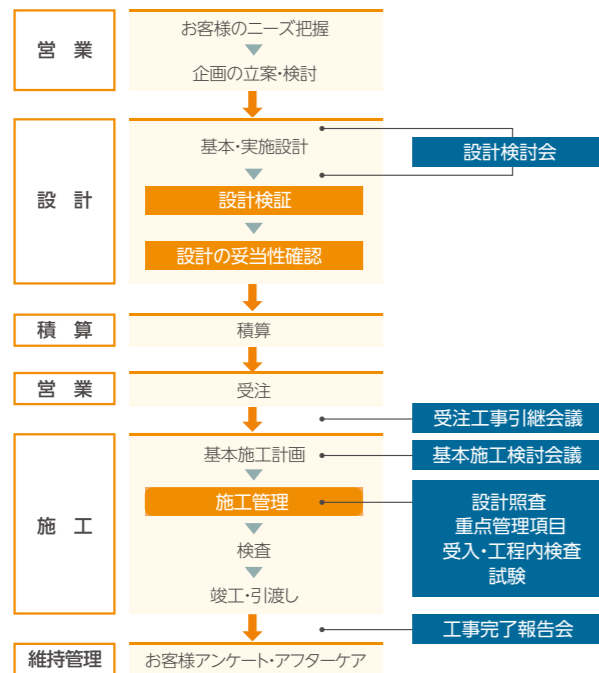 営業
お客様のニーズ把握
企画の立案・検討
設計
基本・実施設計
設計検討会
設計検証
設計の妥当性確認
積算
積算
営業
受注
受注工事引継会議
施工
基本施工計画
基本施工検討会議
施工管理
設計照査
重点管理項目
受入・工程内検査
試験
検査
竣工・引渡し
工事完了報告会
維持管理
お客様アンケート・アフターケア